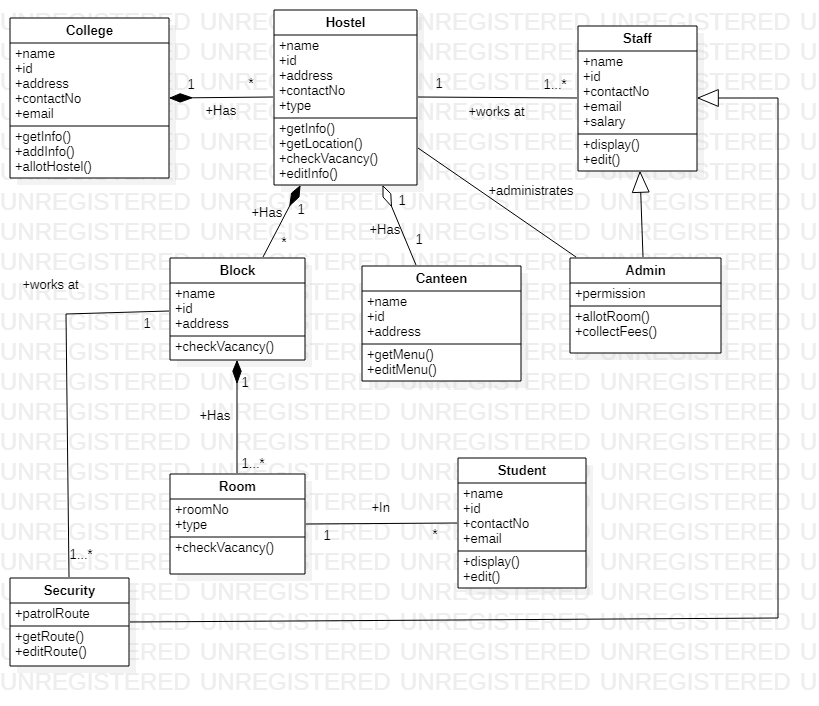 College
+name
+id
+address
+contactNo
+email
+getInfo()
+addInfo()
+allotHostel()
1
*
+Has
Hostel
+name
+id
+address
+contactNo
+type
+getInfo()
+getLocation()
+checkVacancy()
+editInfo()
1
1...*
+works at
Staff
+name
+id
+contactNo
+email
+salary
+display()
+edit()
+administrates
+Has
1
*
1
+Has
1
Block
+name
+id
+address
+checkVacancy()
Canteen
+name
+id
+address
+getMenu()
+editMenu()
Admin
+permission
+allotRoom()
+collectFees()
+works at
1
1...*
1
+Has
1...*
Room
+roomNo
+type
+checkVacancy()
+In
1
*
Student
+name
+id
+contactNo
+email
+display()
+edit()
Security
+patrolRoute
+getRoute()
+editRoute()
UNREGISTERED